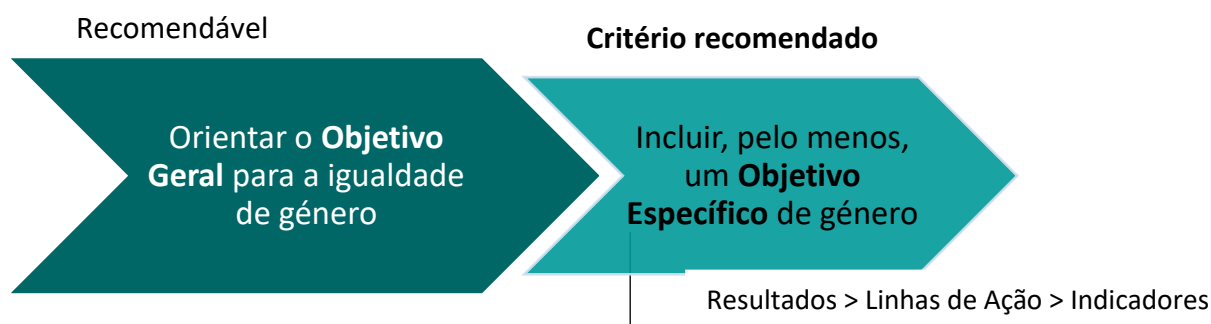 Recomendável
Critério recomendado
Orientar o Objetivo
Geral para a igualdade
de género
Incluir, pelo menos,
um Objetivo
Específico de género
Resultados > Linhas de Ação > Indicadores